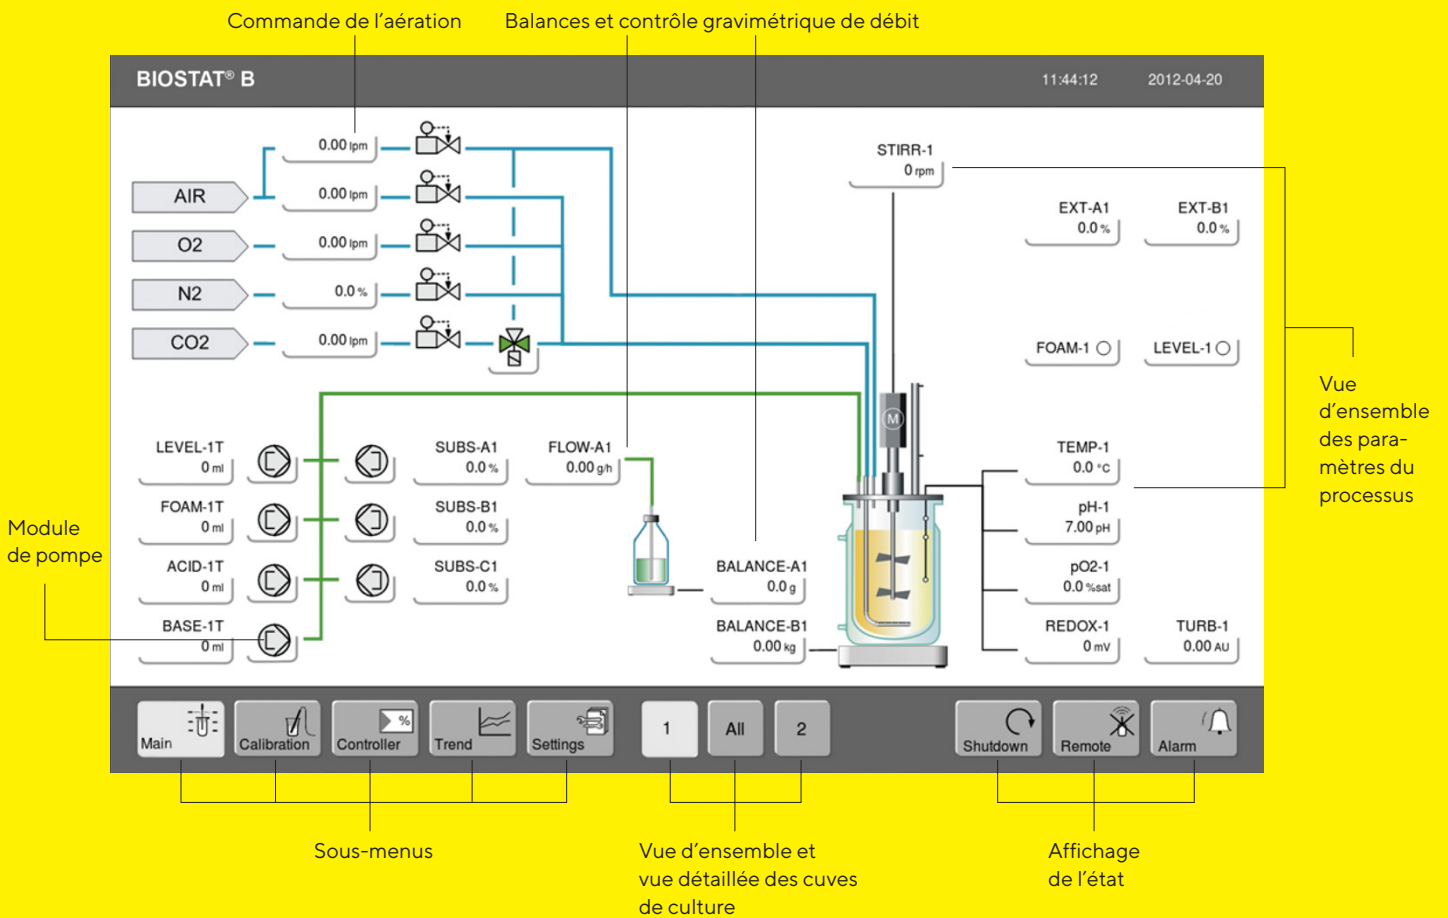 Commande de l'aération
Balances et contrôle gravimétrique de débit
BIOSTAT® B
11:44:12
2012-04-20
0.00 lpm
AIR
0.00 lpm
O2
0.00 lpm
N2
0.0 %
CO2
0.00 lpm
STIRR-1
0 rpm
EXT-A1
0.0 %
EXT-B1
0.0 %
FOAM-1
LEVEL-1
Vue
d'ensemble
des para-
mètres du
processus
M
LEVEL-1T
0 ml
SUBS-A1
0.0 %
FLOW-A1
0.00 g/h
TEMP-1
0.0 °C
FOAM-1T
0 ml
SUBS-B1
0.0 %
pH-1
7.00 pH
Module
de pompe
ACID-1T
0 ml
SUBS-C1
0.0 %
BALANCE-A1
0.0 g
pO2-1
0.0 %sat
BASE-1T
0 ml
BALANCE-B1
0.00 kg
REDOX-1
0 mV
TURB-1
0.00 AU
Main
Calibration
%
Controller
Trend
Settings
1
All
2
Shutdown
Remote
Alarm
Sous-menus
Vue d'ensemble et
vue détaillée des cuves
de culture
Affichage
de l'état